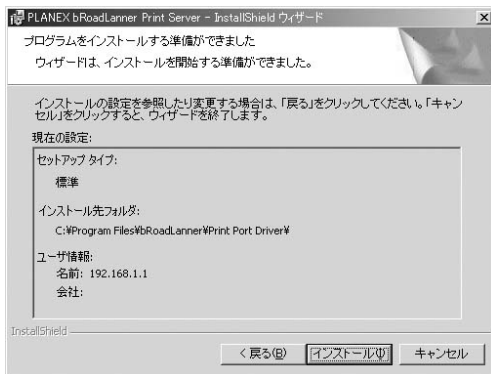 PLANEX bRoadLanner Print Server - InstallShield ウィザード
プログラムをインストールする準備ができました
ウィザードは、インストールを開始する準備ができました。
インストールの設定を参照したり変更する場合は、「戻る」をクリックしてください。「キャン
セル」をクリックすると、ウィザードを終了します。
現在の設定:
セットアップ タイプ:
標準
インストール先フォルダ:
C:¥Program Files¥bRoadLanner¥Print Port Driver¥
ユーザ情報:
名前: 192.168.1.1
会社:
InstallShield
< 戻る(B)
インストール(I)
キャンセル